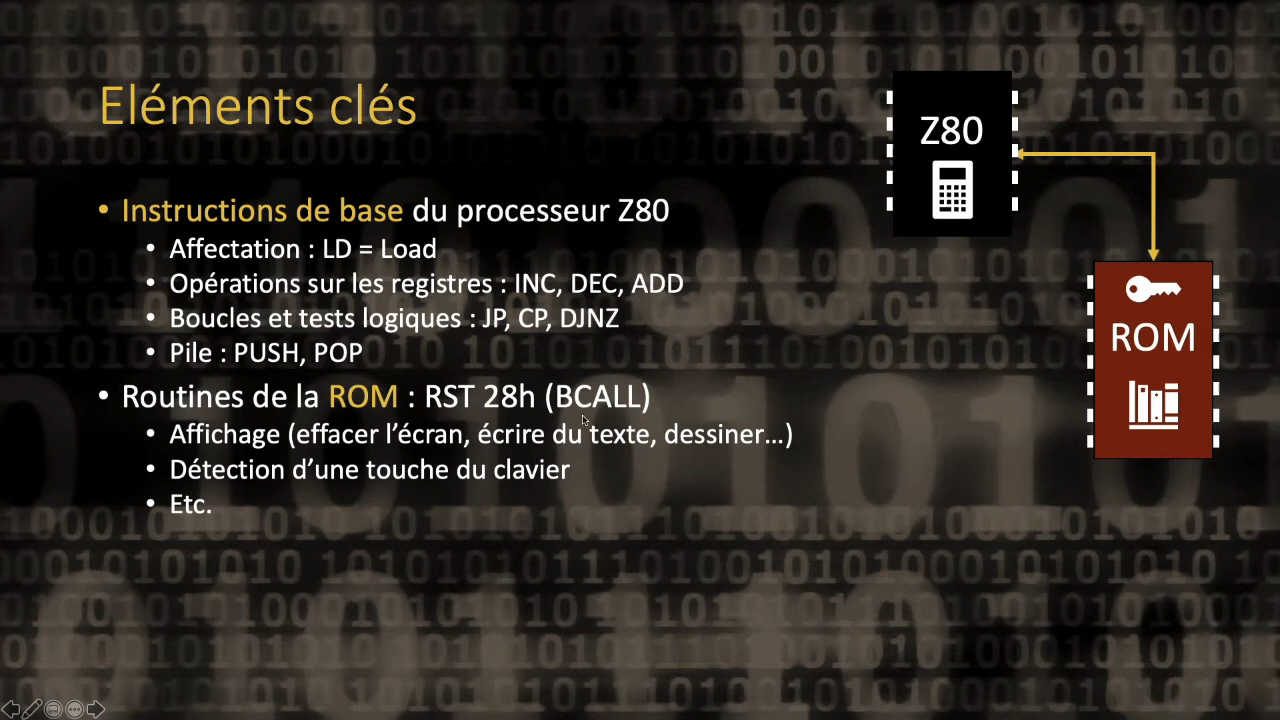 Eléments clés
• Instructions de base du processeur Z80
• Affectation : LD = Load
• Opérations sur les registres : INC, DEC, ADD
• Boucles et tests logiques : JP, CP, DJNZ
• Pile : PUSH, POP
• Routines de la ROM : RST 28h (BCALL)
• Affichage (effacer l’écran, écrire du texte, dessiner…)
• Détection d’une touche du clavier
• Etc.
Z80
ROM